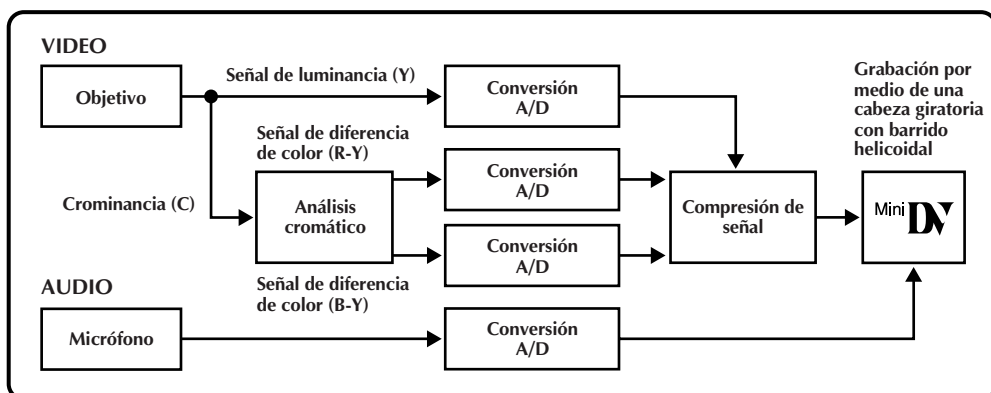 VIDEO
Objetivo
Señal de luminancia (Y)
Conversión
A/D
Grabación por
medio de una
cabeza giratoria
con barrido
helicoidal
Señal de diferencia
de color (R-Y)
Conversión
A/D
Crominancia (C)
Análisis
cromático
Compresión de
señal
Mini DV
Conversión
A/D
Señal de diferencia
de color (B-Y)
AUDIO
Micrófono
Conversión
A/D